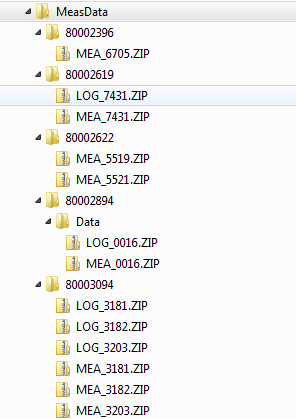 MeasData
80002396
MEA_6705.ZIP
80002619
LOG_7431.ZIP
MEA_7431.ZIP
80002622
MEA_5519.ZIP
MEA_5521.ZIP
80002894
Data
LOG_0016.ZIP
MEA_0016.ZIP
80003094
LOG_3181.ZIP
LOG_3182.ZIP
LOG_3203.ZIP
MEA_3181.ZIP
MEA_3182.ZIP
MEA_3203.ZIP